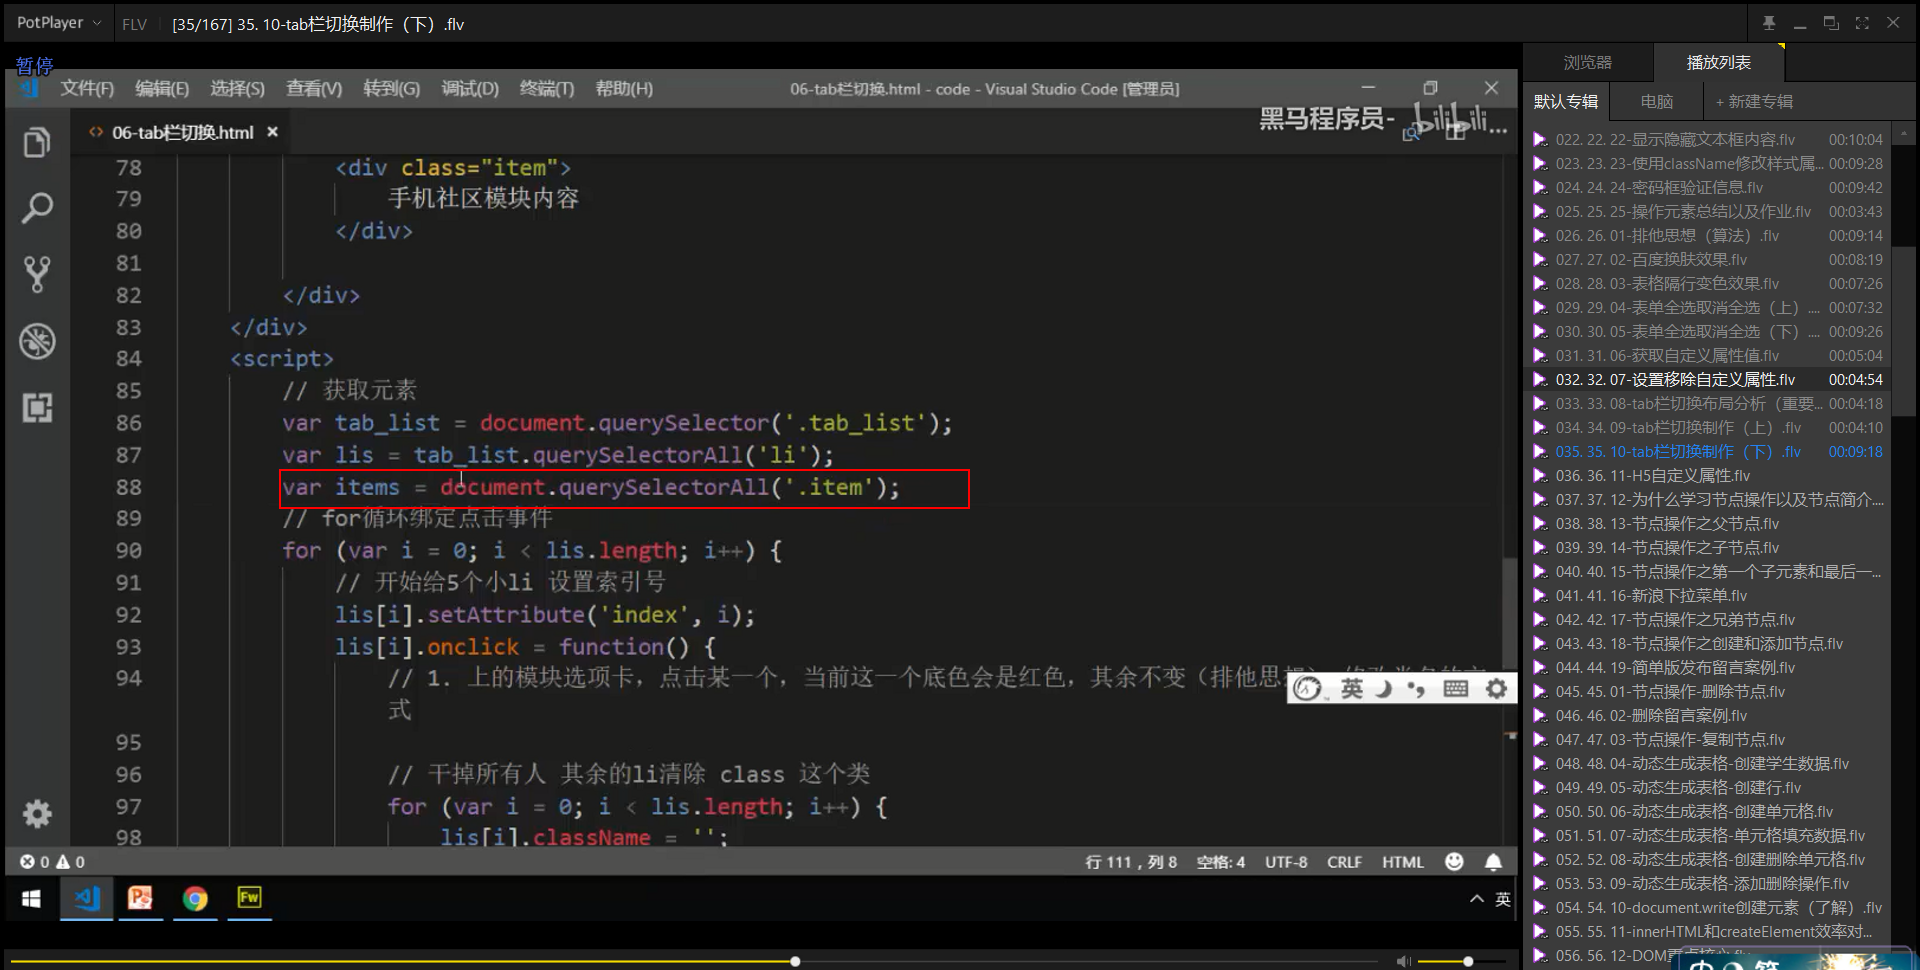 PotPlayer
FLV
[35/167] 35. 10-tab栏切换制作（下）.flv
暂停
文件(F) 编辑(E) 选择(S) 查看(V) 转到(G) 调试(D) 终端(T) 帮助(H)
06-tab栏切换.html - code - Visual Studio Code [管理员]
06-tab栏切换.html
黑马程序员-
bilibili
78 <div class="item">
79 手机社区模块内容
80 </div>
81
82 </div>
83 </div>
84 <script>
85 // 获取元素
86 var tab_list = document.querySelector('.tab_list');
87 var lis = tab_list.querySelectorAll('li');
88 var items = document.querySelectorAll('.item');
89 // for循环绑定点击事件
90 for (var i = 0; i < lis.length; i++) {
91 // 开始给5个小li 设置索引号
92 lis[i].setAttribute('index', i);
93 lis[i].onclick = function() {
94 // 1. 上的模块选项卡，点击某一个，当前这一个底色会是红色，其余不变（排他思
式
95
96 // 干掉所有人 其余的li清除 class 这个类
97 for (var i = 0; i < lis.length; i++) {
98 lis[i].className = '';
英
0 0
行 111，列 8 空格: 4 UTF-8 CRLF HTML
Fw
英
浏览器 播放列表
默认专辑 电脑 + 新建专辑
022. 22. 22-显示隐藏文本框内容.flv 00:10:04
023. 23. 23-使用className修改样式属... 00:09:28
024. 24. 24-密码框验证信息.flv 00:09:42
025. 25. 25-操作元素总结以及作业.flv 00:03:43
026. 26. 01-排他思想（算法）.flv 00:09:14
027. 27. 02-百度换肤效果.flv 00:08:19
028. 28. 03-表格隔行变色效果.flv 00:07:26
029. 29. 04-表单全选取消全选（上）.... 00:07:32
030. 30. 05-表单全选取消全选（下）.... 00:09:26
031. 31. 06-获取自定义属性值.flv 00:05:04
032. 32. 07-设置移除自定义属性.flv 00:04:54
033. 33. 08-tab栏切换布局分析（重要... 00:04:18
034. 34. 09-tab栏切换制作（上）.flv 00:04:10
035. 35. 10-tab栏切换制作（下）.flv 00:09:18
036. 36. 11-H5自定义属性.flv
037. 37. 12-为什么学习节点操作以及节点简介....
038. 38. 13-节点操作之父节点.flv
039. 39. 14-节点操作之子节点.flv
040. 40. 15-节点操作之第一个子元素和最后一...
041. 41. 16-新浪下拉菜单.flv
042. 42. 17-节点操作之兄弟节点.flv
043. 43. 18-节点操作之创建和添加节点.flv
044. 44. 19-简单版发布留言案例.flv
045. 45. 01-节点操作-删除节点.flv
046. 46. 02-删除留言案例.flv
047. 47. 03-节点操作-复制节点.flv
048. 48. 04-动态生成表格-创建学生数据.flv
049. 49. 05-动态生成表格-创建行.flv
050. 50. 06-动态生成表格-创建单元格.flv
051. 51. 07-动态生成表格-单元格填充数据.flv
052. 52. 08-动态生成表格-创建删除单元格.flv
053. 53. 09-动态生成表格-添加删除操作.flv
054. 54. 10-document.write创建元素（了解）.flv
055. 55. 11-innerHTML和createElement效率对...
056. 56. 12-DOM重点核心.flv